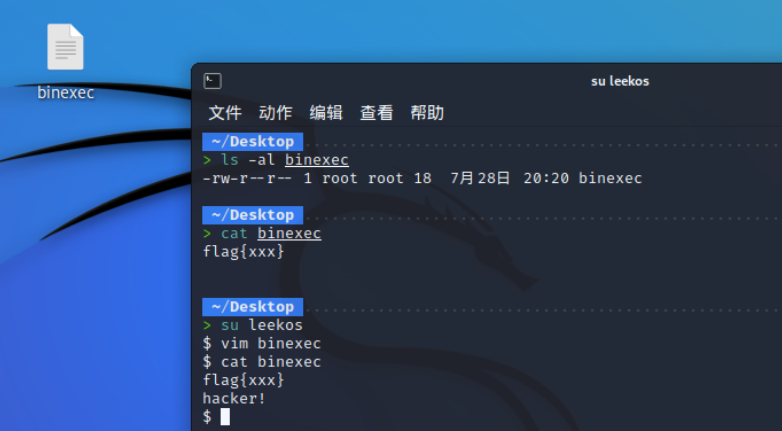 binexec
su leekos
文件 动作 编辑 查看 帮助
~/Desktop
> ls -al binexec
-rw-r--r-- 1 root root 18  7月28日 20:20 binexec
~/Desktop
> cat binexec
flag{xxx}
~/Desktop
> su leekos
$ vim binexec
$ cat binexec
flag{xxx}
hacker!
$